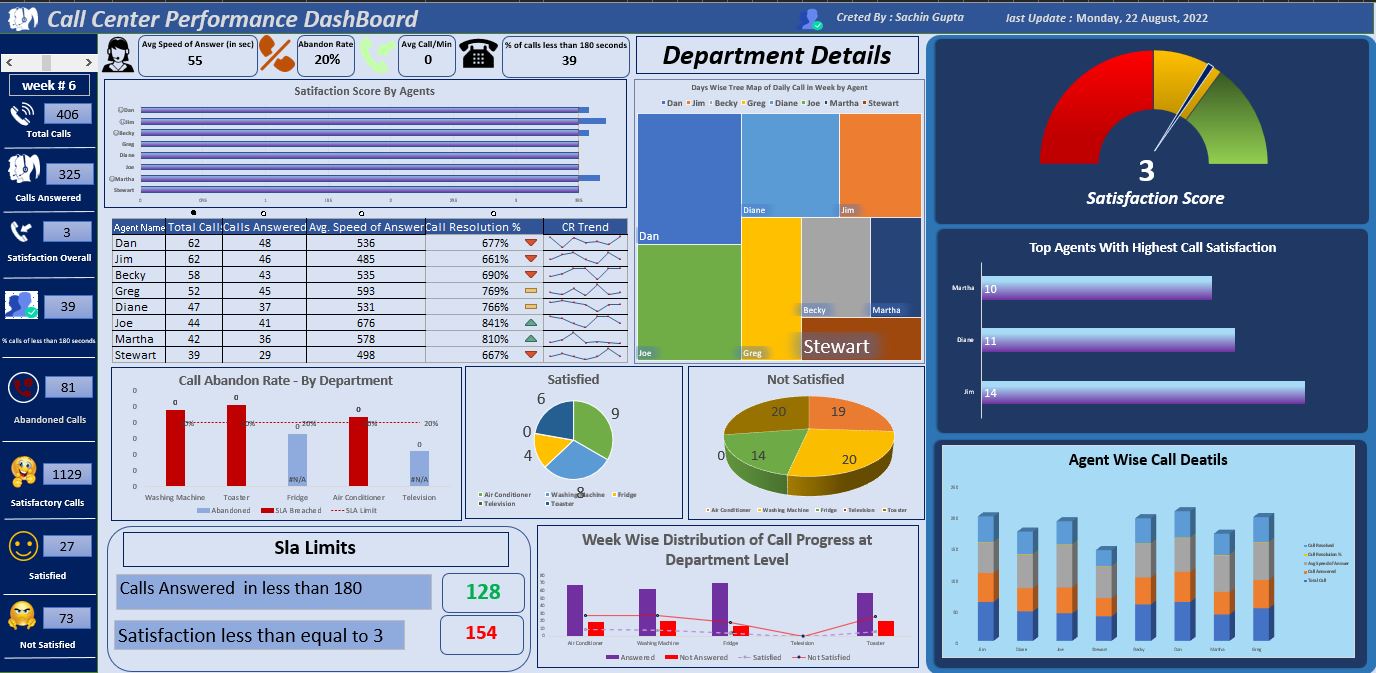 Call Center Performance DashBoard
Creted By : Sachin Gupta
last Update : Monday, 22 August, 2022
week # 6
406
Total Calls
325
Calls Answered
3
Satisfaction Overall
39
% calls of less than 180 seconds
81
Abandoned Calls
1129
Satisfactory Calls
27
Satisfied
73
Not Satisfied
Avg Speed of Answer (in sec)
55
Abandon Rate
20%
Avg Call/Min
0
% of calls less than 180 seconds
39
Department Details
Satifaction Score By Agents
Dan
Jim
Becky
Greg
Diane
Joe
Martha
Stewart
Agent Name Total Call Calls Answered Avg. Speed of Answer Call Resolution % CR Trend
Dan 62 48 536 677%
Jim 62 46 485 661%
Becky 58 43 535 690%
Greg 52 45 593 769%
Diane 47 37 531 766%
Joe 44 41 676 841%
Martha 42 36 578 810%
Stewart 39 29 498 667%
Days Wise Tree Map of Daily Call in Week by Agent
Dan Jim Becky Greg Diane Joe Martha Stewart
Dan
Diane
Jim
Joe
Greg
Becky
Martha
Stewart
3
Satisfaction Score
Top Agents With Highest Call Satisfaction
Martha 10
Diane 11
Jim 14
Call Abandon Rate - By Department
0 0 0 0 0
20%
#N/A #N/A
Washing Machine Toaster Fridge Air Conditioner Television
Abandoned SLA Breached SLA Limit
Satisfied
6
9
0
4
8
Air Conditioner Washing Machine Fridge
Television Toaster
Not Satisfied
20
19
0
14
20
Air Conditioner Washing Machine Fridge Television Toaster
Sla Limits
Calls Answered in less than 180
128
Satisfaction less than equal to 3
154
Week Wise Distribution of Call Progress at
Department Level
Air Conditioner Washing Machine Fridge Television Toaster
Answered Not Answered Satisfied Not Satisfied
Agent Wise Call Deatils
Call Resolved
Call Resolution %
Avg Speed of Answer
Call Answered
Total Call
Jim Diane Joe Stewart Becky Dan Martha Greg